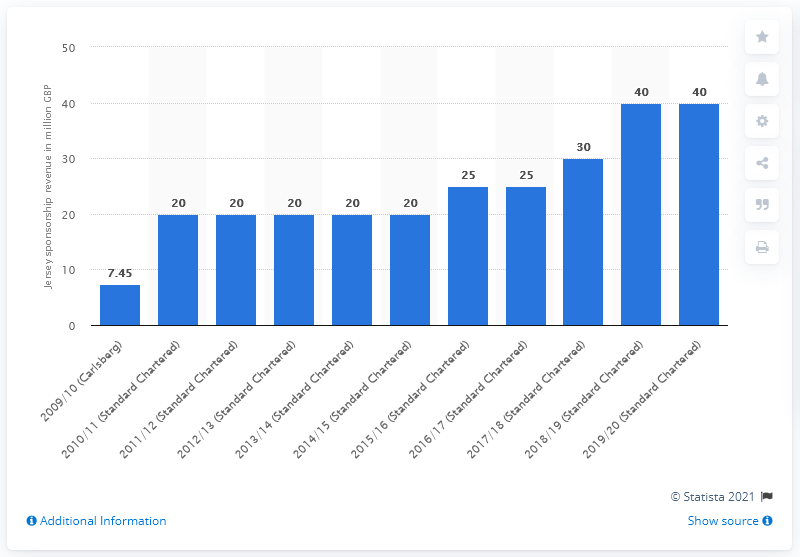 Jersey sponsorship revenue in million GBP
50
40
30
20
10
0
7.45
20
20
20
20
20
25
25
30
40
40
2009/10 (Carlsberg)
2010/11 (Standard Chartered)
2011/12 (Standard Chartered)
2012/13 (Standard Chartered)
2013/14 (Standard Chartered)
2014/15 (Standard Chartered)
2015/16 (Standard Chartered)
2016/17 (Standard Chartered)
2017/18 (Standard Chartered)
2018/19 (Standard Chartered)
2019/20 (Standard Chartered)
© Statista 2021
Additional Information
Show source